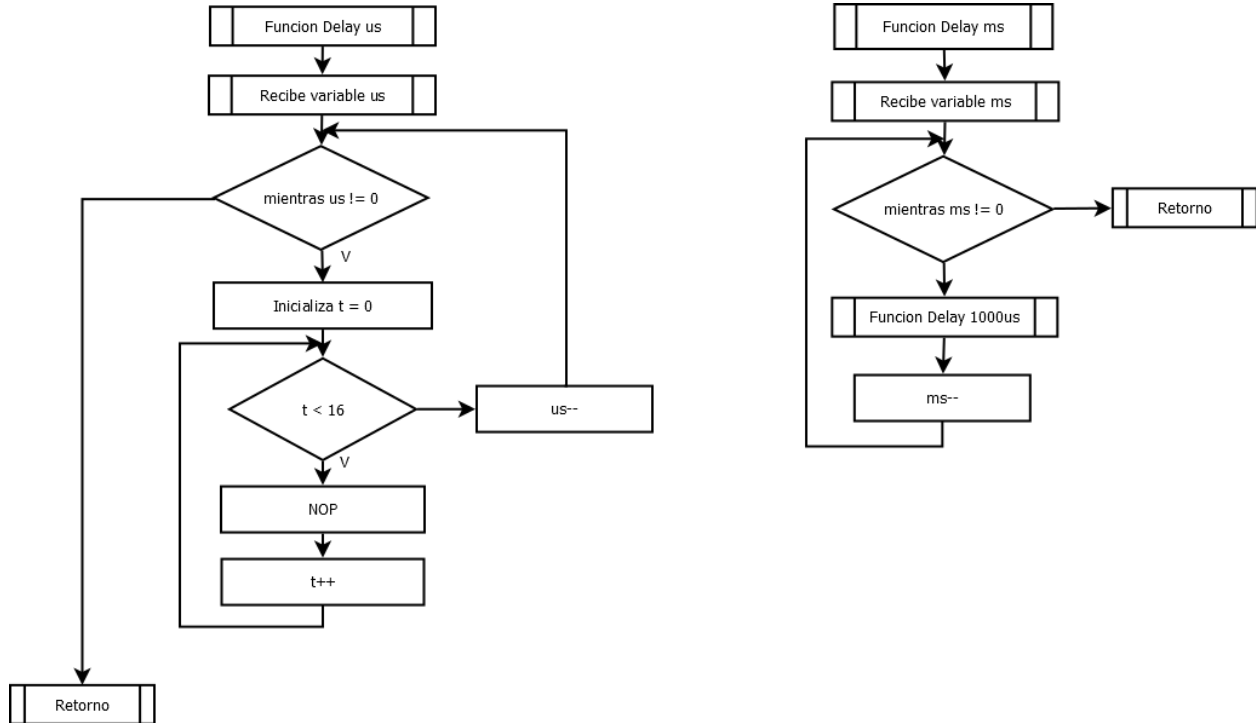 Funcion Delay us
Recibe variable us
mientras us != 0
V
Inicializa t = 0
t < 16
us--
V
NOP
t++
Retorno
Funcion Delay ms
Recibe variable ms
mientras ms != 0
Retorno
Funcion Delay 1000us
ms--